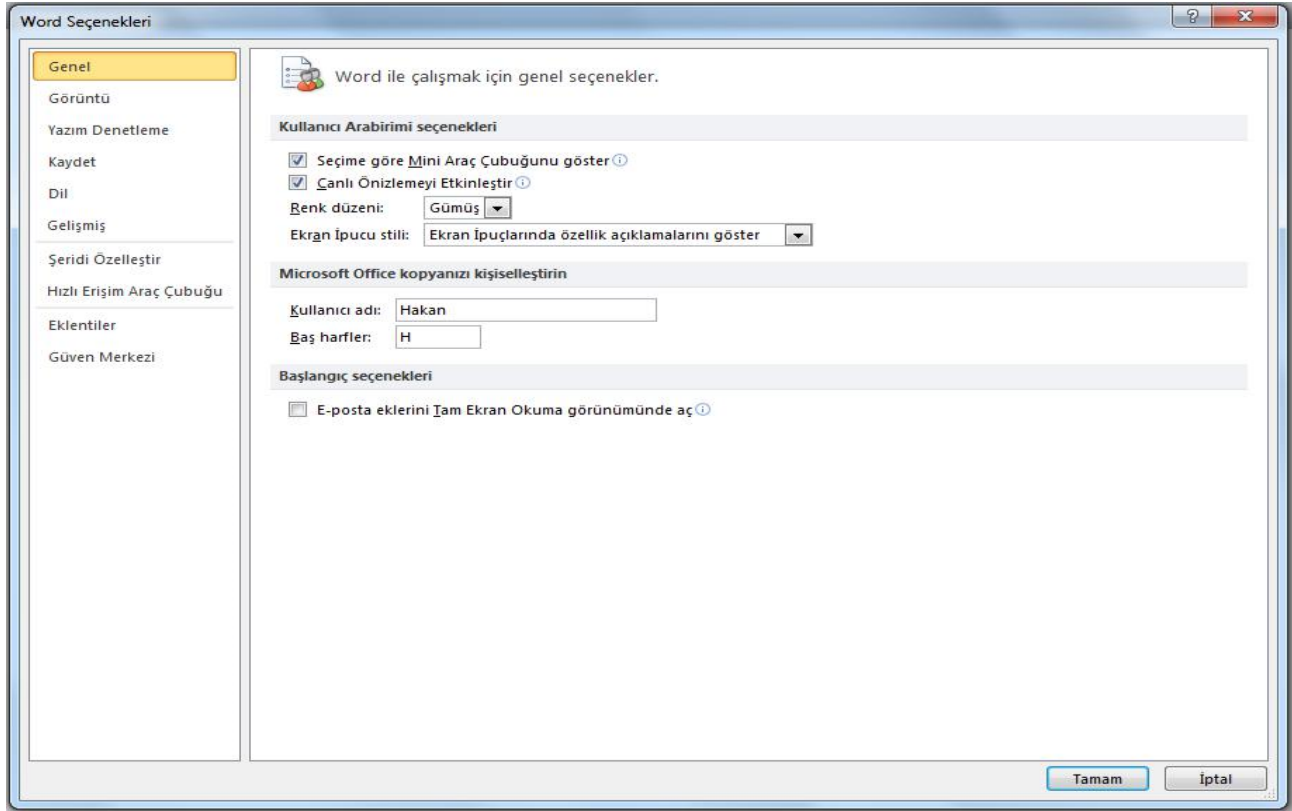 Word Seçenekleri
Genel
Görüntü
Yazım Denetleme
Kaydet
Dil
Gelişmiş
Şeridi Özelleştir
Hızlı Erişim Araç Çubuğu
Eklentiler
Güven Merkezi
Word ile çalışmak için genel seçenekler.
Kullanıcı Arabirimi seçenekleri
Seçime göre Mini Araç Çubuğunu göster
Canlı Önizlemeyi Etkinleştir
Renk düzeni: Gümüş
Ekran İpucu stili: Ekran İpuçlarında özellik açıklamalarını göster
Microsoft Office kopyanızı kişiselleştirin
Kullanıcı adı: Hakan
Baş harfler: H
Başlangıç seçenekleri
E-posta eklerini Tam Ekran Okuma görünümünde aç
Tamam İptal